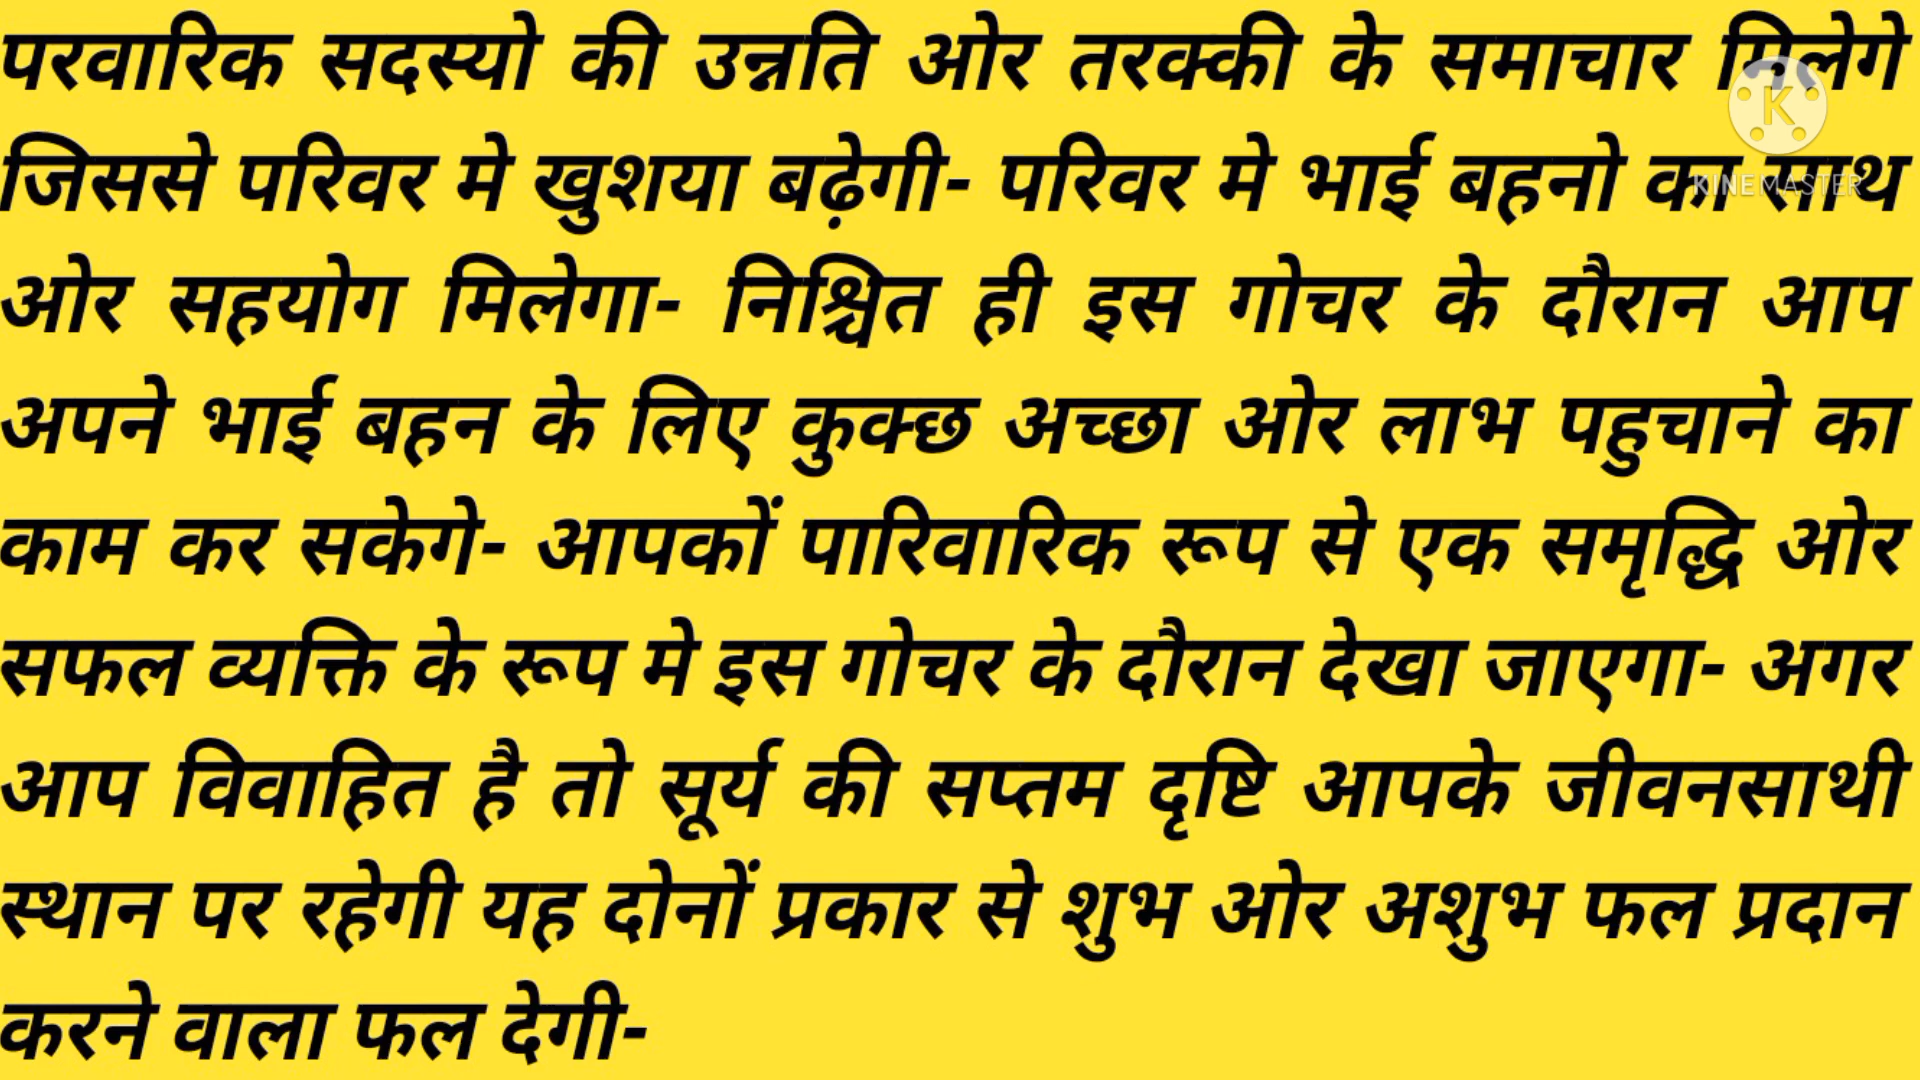 परवारिक सदस्यो की उन्नति ओर तरक्की के समाचार मिलेगे
जिससे परिवर मे खुशया बढ़ेगी- परिवर मे भाई बहनो का साथ
ओर सहयोग मिलेगा- निश्चित ही इस गोचर के दौरान आप
अपने भाई बहन के लिए कुक्छ अच्छा ओर लाभ पहुचाने का
काम कर सकेगे- आपकों पारिवारिक रूप से एक समृद्धि ओर
सफल व्यक्ति के रूप मे इस गोचर के दौरान देखा जाएगा- अगर
आप विवाहित है तो सूर्य की सप्तम दृष्टि आपके जीवनसाथी
स्थान पर रहेगी यह दोनों प्रकार से शुभ ओर अशुभ फल प्रदान
करने वाला फल देगी-
K
KINEMASTER